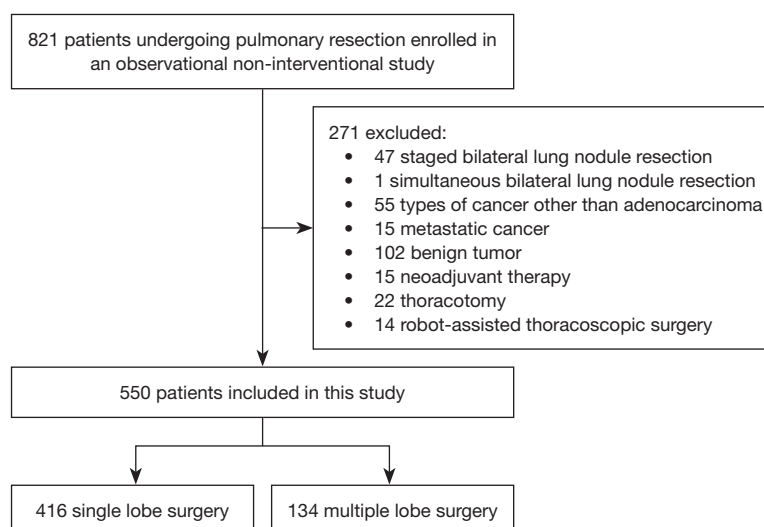 821 patients undergoing pulmonary resection enrolled in
an observational non-interventional study
271 excluded:
• 47 staged bilateral lung nodule resection
• 1 simultaneous bilateral lung nodule resection
• 55 types of cancer other than adenocarcinoma
• 15 metastatic cancer
• 102 benign tumor
• 15 neoadjuvant therapy
• 22 thoracotomy
• 14 robot-assisted thoracoscopic surgery
550 patients included in this study
416 single lobe surgery
134 multiple lobe surgery